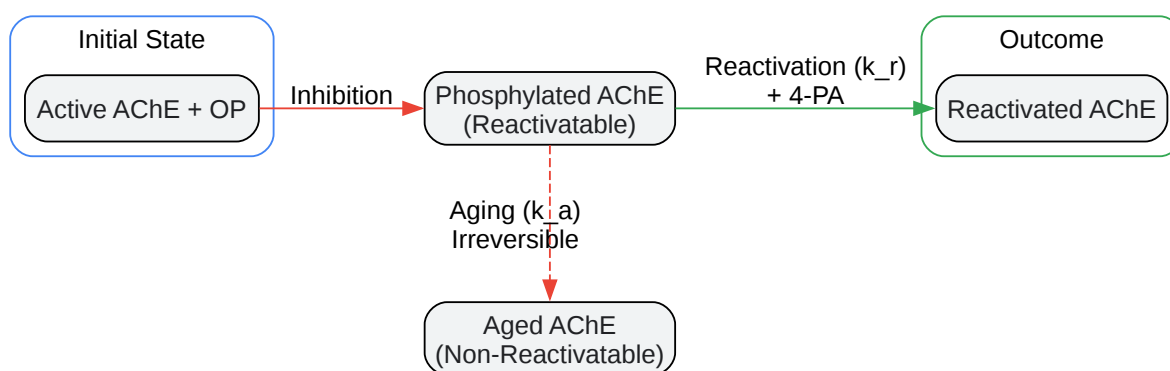 Initial State
Active AChE + OP
Inhibition
Phosphylated AChE
(Reactivatable)
Reactivation (k_r)
+ 4-PA
Outcome
Reactivated AChE
Aging (k_a)
Irreversible
Aged AChE
(Non-Reactivatable)